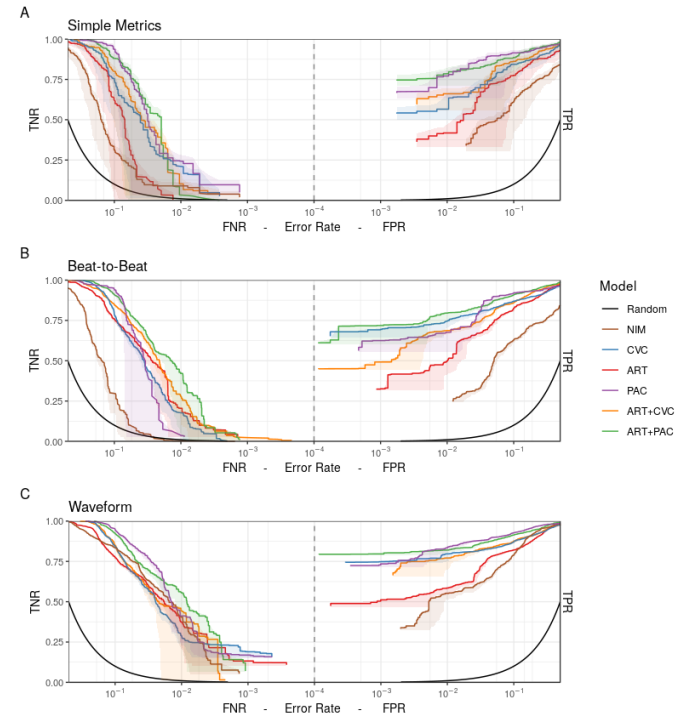 A
Simple Metrics
1.00
0.75
0.50
0.25
0.00
TNR
TPR
10⁻¹ 10⁻² 10⁻³ 10⁻⁴ 10⁻³ 10⁻² 10⁻¹
FNR - Error Rate - FPR
B
Beat-to-Beat
1.00
0.75
0.50
0.25
0.00
TNR
TPR
10⁻¹ 10⁻² 10⁻³ 10⁻⁴ 10⁻³ 10⁻² 10⁻¹
FNR - Error Rate - FPR
Model
Random
NIM
CVC
ART
PAC
ART+CVC
ART+PAC
C
Waveform
1.00
0.75
0.50
0.25
0.00
TNR
TPR
10⁻¹ 10⁻² 10⁻³ 10⁻⁴ 10⁻³ 10⁻² 10⁻¹
FNR - Error Rate - FPR